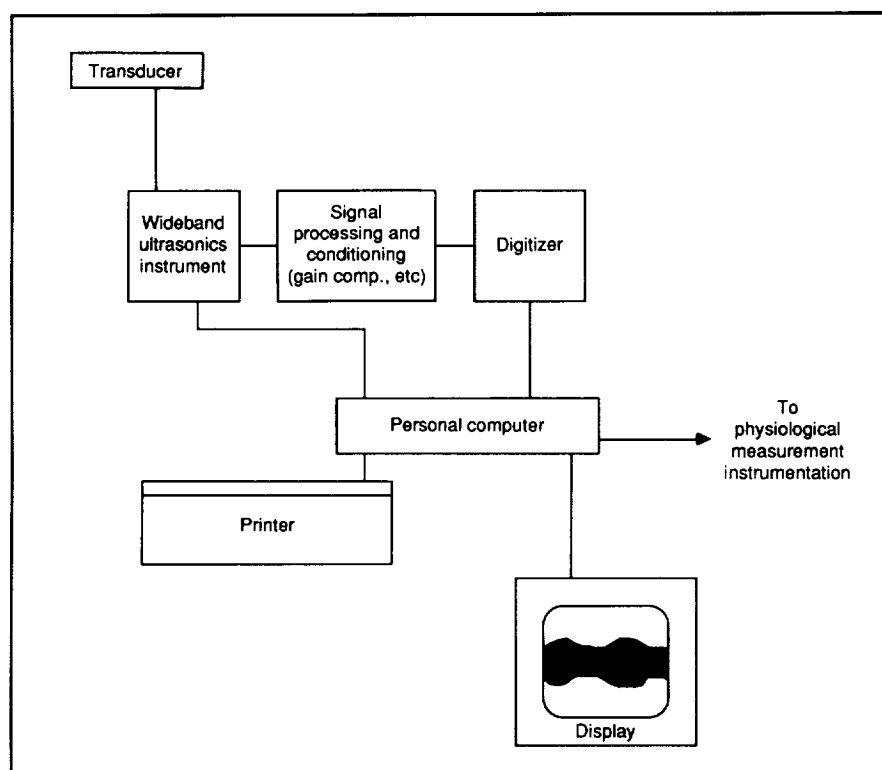 Transducer
Wideband
ultrasonics
instrument
Signal
processing and
conditioning
(gain comp., etc)
Digitizer
Personal computer
To
physiological
measurement
instrumentation
Printer
Display